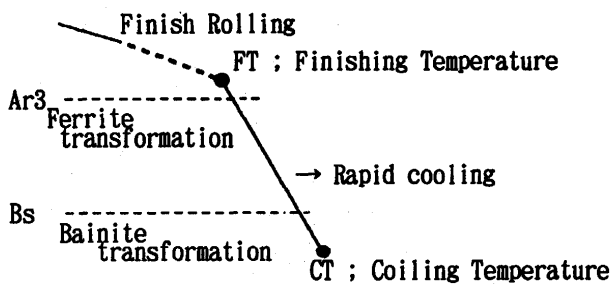 Finish Rolling
FT ; Finishing Temperature
Ar3
Ferrite
transformation
→ Rapid cooling
Bs
Bainite
transformation
CT ; Coiling Temperature